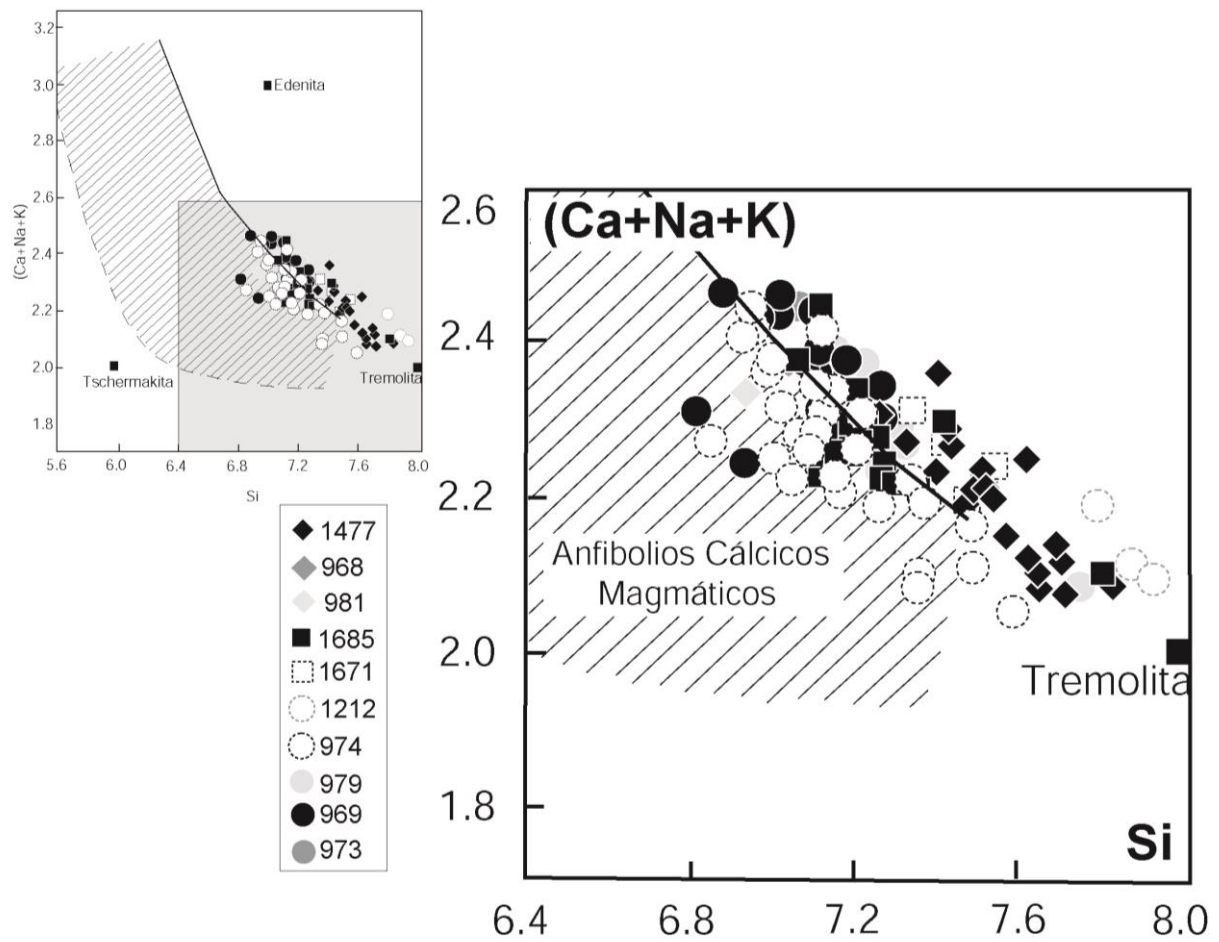 3.2
3.0
2.8
2.6
2.4
2.2
2.0
1.8
(Ca+Na+K)
Edenita
Tschermakita
Tremolita
5.6 6.0 6.4 6.8 7.2 7.6 8.0
Si
1477
968
981
1685
1671
1212
974
979
969
973
(Ca+Na+K)
2.6
2.4
2.2
2.0
1.8
Anfibolios Cálcicos
Magmáticos
Tremolita
Si
6.4 6.8 7.2 7.6 8.0